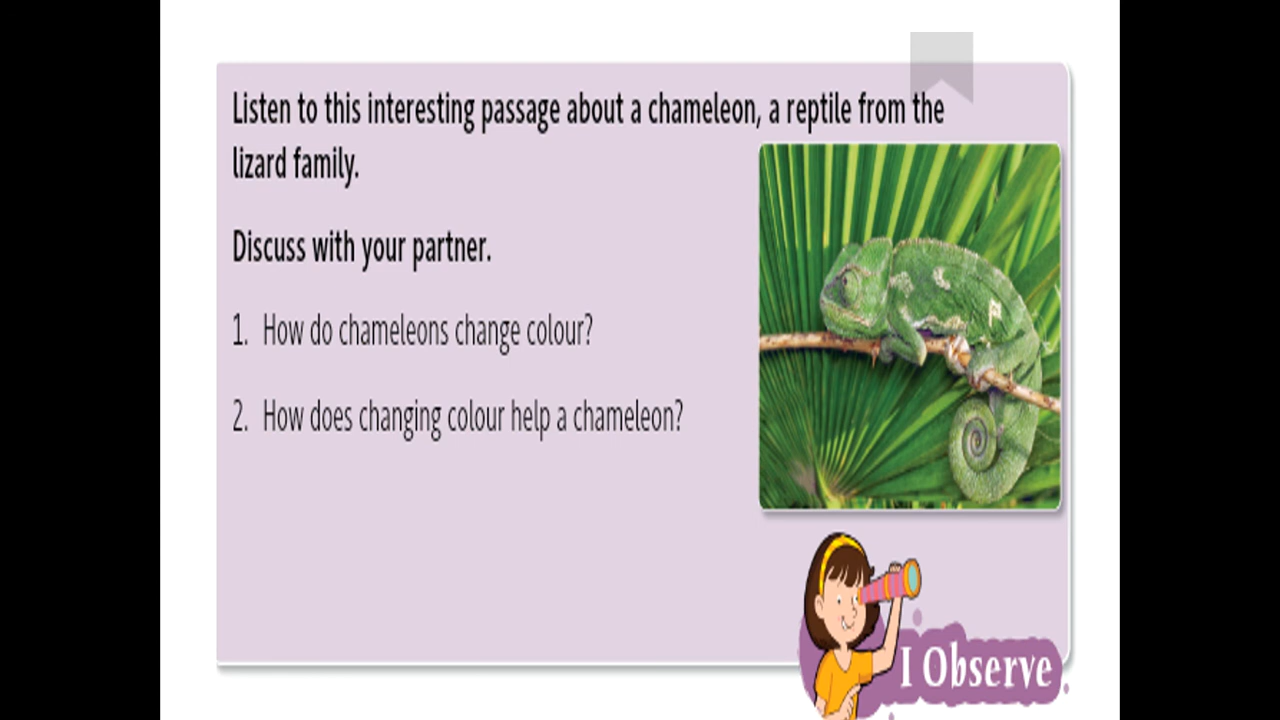 Listen to this interesting passage about a chameleon, a reptile from the
lizard family.
Discuss with your partner.
1. How do chameleons change colour?
2. How does changing colour help a chameleon?
I Observe